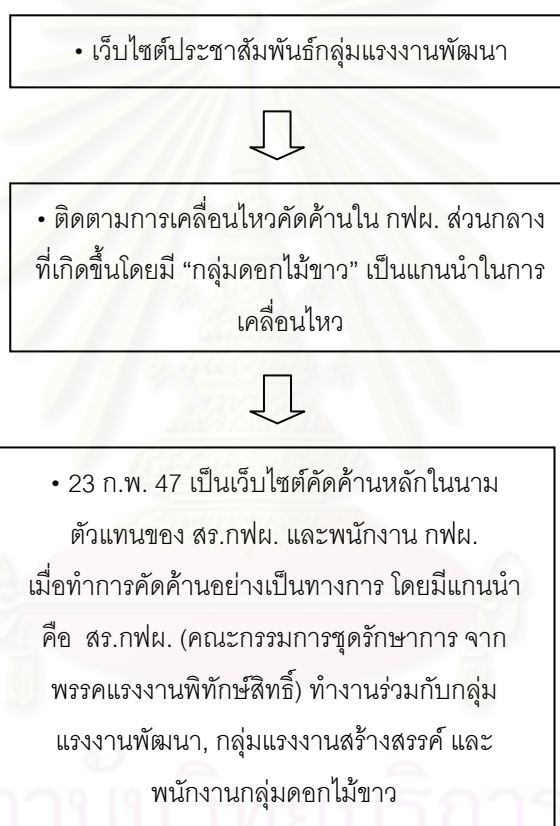 • เว็บไซต์ประชาสัมพันธ์กลุ่มแรงงานพัฒนา
• ติดตามการเคลื่อนไหวคัดค้านใน กฟผ. ส่วนกลาง
ที่เกิดขึ้นโดยมี “กลุ่มดอกไม้ขาว” เป็นแกนนำในการ
เคลื่อนไหว
• 23 ก.พ. 47 เป็นเว็บไซต์คัดค้านหลักในนาม
ตัวแทนของ สร.กฟผ. และพนักงาน กฟผ.
เมื่อทำการคัดค้านอย่างเป็นทางการ โดยมีแกนนำ
คือ สร.กฟผ. (คณะกรรมการชุดรักษาการ จาก
พรรคแรงงานพิทักษ์สิทธิ์) ทำงานร่วมกับกลุ่ม
แรงงานพัฒนา, กลุ่มแรงงานสร้างสรรค์ และ
พนักงานกลุ่มดอกไม้ขาว